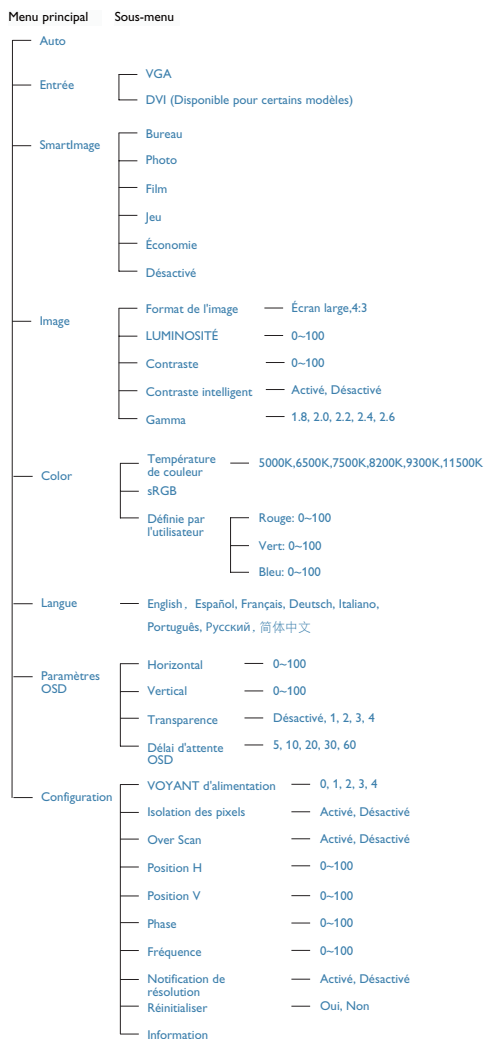 Menu principal Sous-menu
Auto
Entrée
VGA
DVI (Disponible pour certains modèles)
SmartImage
Bureau
Photo
Film
Jeu
Économie
Désactivé
Image
Format de l'image Écran large,4:3
LUMINOSITÉ 0~100
Contraste 0~100
Contraste intelligent Activé, Désactivé
Gamma 1.8, 2.0, 2.2, 2.4, 2.6
Color
Température
de couleur 5000K,6500K,7500K,8200K,9300K,11500K
sRGB
Définie par
l'utilisateur
Rouge: 0~100
Vert: 0~100
Bleu: 0~100
Langue
English, Español, Français, Deutsch, Italiano,
Português, Русский, 简体中文
Paramètres
OSD
Horizontal 0~100
Vertical 0~100
Transparence Désactivé, 1, 2, 3, 4
Délai d'attente
OSD 5, 10, 20, 30, 60
Configuration
VOYANT d'alimentation 0, 1, 2, 3, 4
Isolation des pixels Activé, Désactivé
Over Scan Activé, Désactivé
Position H 0~100
Position V 0~100
Phase 0~100
Fréquence 0~100
Notification de
résolution Activé, Désactivé
Réinitialiser Oui, Non
Information